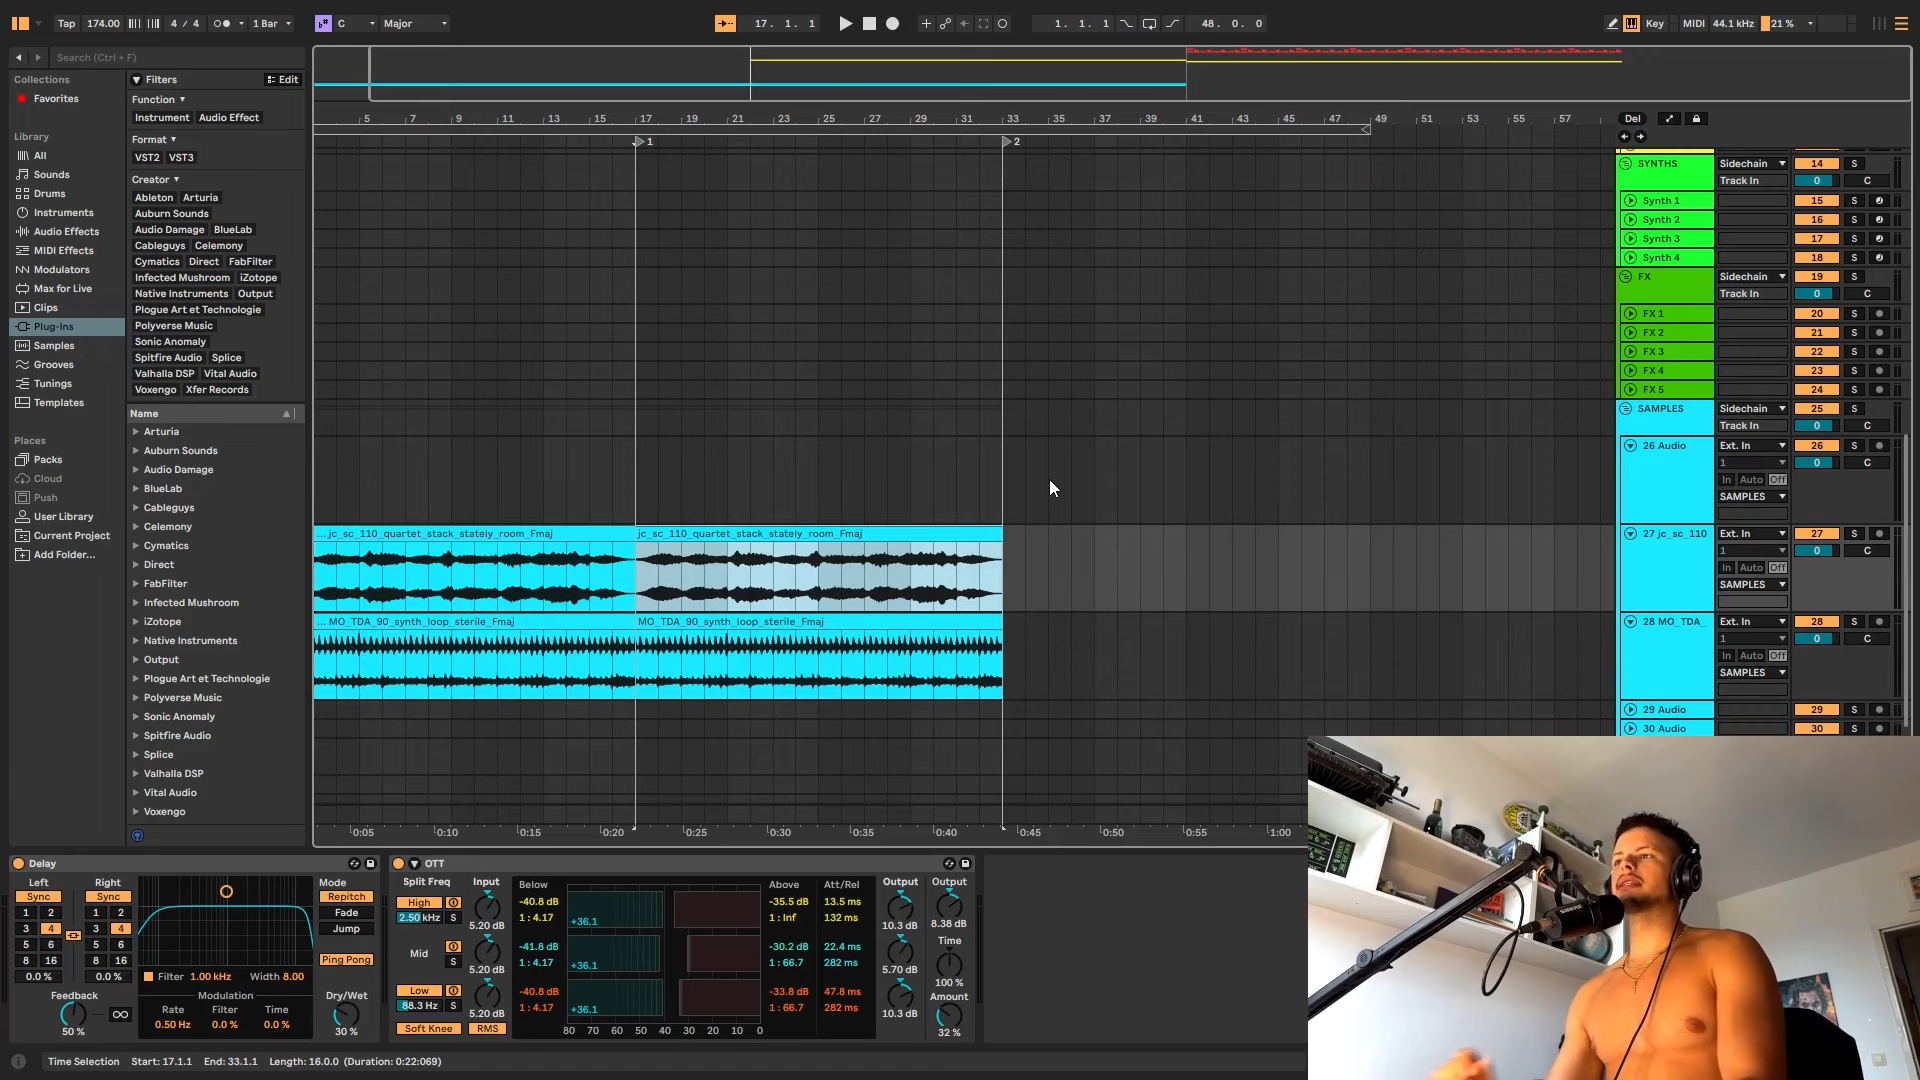 Tap 174.00 4 / 4 1 Bar C Major 17. 1. 1 1. 1. 1 48. 0. 0 Key MIDI 44.1 kHz 21 %
Search (Ctrl + F)
Collections
Favorites
Library
All
Sounds
Drums
Instruments
Audio Effects
MIDI Effects
Modulators
Max for Live
Clips
Plug-Ins
Samples
Grooves
Tunings
Templates
Places
Packs
Cloud
Push
User Library
Current Project
Add Folder...
Filters Edit
Function
Instrument Audio Effect
Format
VST2 VST3
Creator
Ableton Arturia
Auburn Sounds
Audio Damage BlueLab
Cableguys Celemony
Cymatics Direct FabFilter
Infected Mushroom iZotope
Native Instruments Output
Plogue Art et Technologie
Polyverse Music
Sonic Anomaly
Spitfire Audio Splice
Valhalla DSP Vital Audio
Voxengo Xfer Records
Name
Arturia
Auburn Sounds
Audio Damage
BlueLab
Cableguys
Celemony
Cymatics
Direct
FabFilter
Infected Mushroom
iZotope
Native Instruments
Output
Plogue Art et Technologie
Polyverse Music
Sonic Anomaly
Spitfire Audio
Splice
Valhalla DSP
Vital Audio
Voxengo
5 7 9 11 13 15 17 19 21 23 25 27 29 31 33 35 37 39 41 43 45 47 49 51 53 55 57 Del
1 2
...jc_sc_110_quartet_stack_stately_room_Fmaj jc_sc_110_quartet_stack_stately_room_Fmaj
...MO_TDA_90_synth_loop_sterile_Fmaj MO_TDA_90_synth_loop_sterile_Fmaj
0:05 0:10 0:15 0:20 0:25 0:30 0:35 0:40 0:45 0:50 0:55 1:00
SYNTHS Sidechain 14 S
Track In 0 C
Synth 1 15 S
Synth 2 16 S
Synth 3 17 S
Synth 4 18 S
FX Sidechain 19 S
Track In 0 C
FX 1 20 S
FX 2 21 S
FX 3 22 S
FX 4 23 S
FX 5 24 S
SAMPLES Sidechain 25 S
Track In 0 C
26 Audio Ext. In 26 S
1 0 C
In Auto Off
SAMPLES
27 jc_sc_110 Ext. In 27 S
1 0 C
In Auto Off
SAMPLES
28 MO_TDA_ Ext. In 28 S
1 0 C
In Auto Off
SAMPLES
29 Audio 29 S
30 Audio 30 S
Delay
Left Right
Sync Sync
1 2 1 2
3 4 3 4
5 6 5 6
8 16 8 16
0.0 % 0.0 %
Feedback
50 %
Filter 1.00 kHz Width 8.00
Modulation
Rate Filter Time
0.50 Hz 0.0 % 0.0 %
Mode
Repitch
Fade
Jump
Ping Pong
Dry/Wet
30 %
OTT
Split Freq Input Below Above Att/Rel Output Output
High -40.8 dB -35.5 dB 13.5 ms
2.50 kHz S 5.20 dB 1 : 4.17 +36.1 1 : Inf 132 ms 10.3 dB 8.38 dB
Mid -41.8 dB -30.2 dB 22.4 ms Time
S 5.20 dB 1 : 4.17 +36.1 1 : 66.7 282 ms 5.70 dB 100 %
Low -40.8 dB -33.8 dB 47.8 ms Amount
88.3 Hz S 5.20 dB 1 : 4.17 +36.1 1 : 66.7 282 ms 10.3 dB 32 %
Soft Knee RMS 80 70 60 50 40 30 20 10 0
SHURE
Time Selection Start: 17.1.1 End: 33.1.1 Length: 16.0.0 (Duration: 0:22:069)